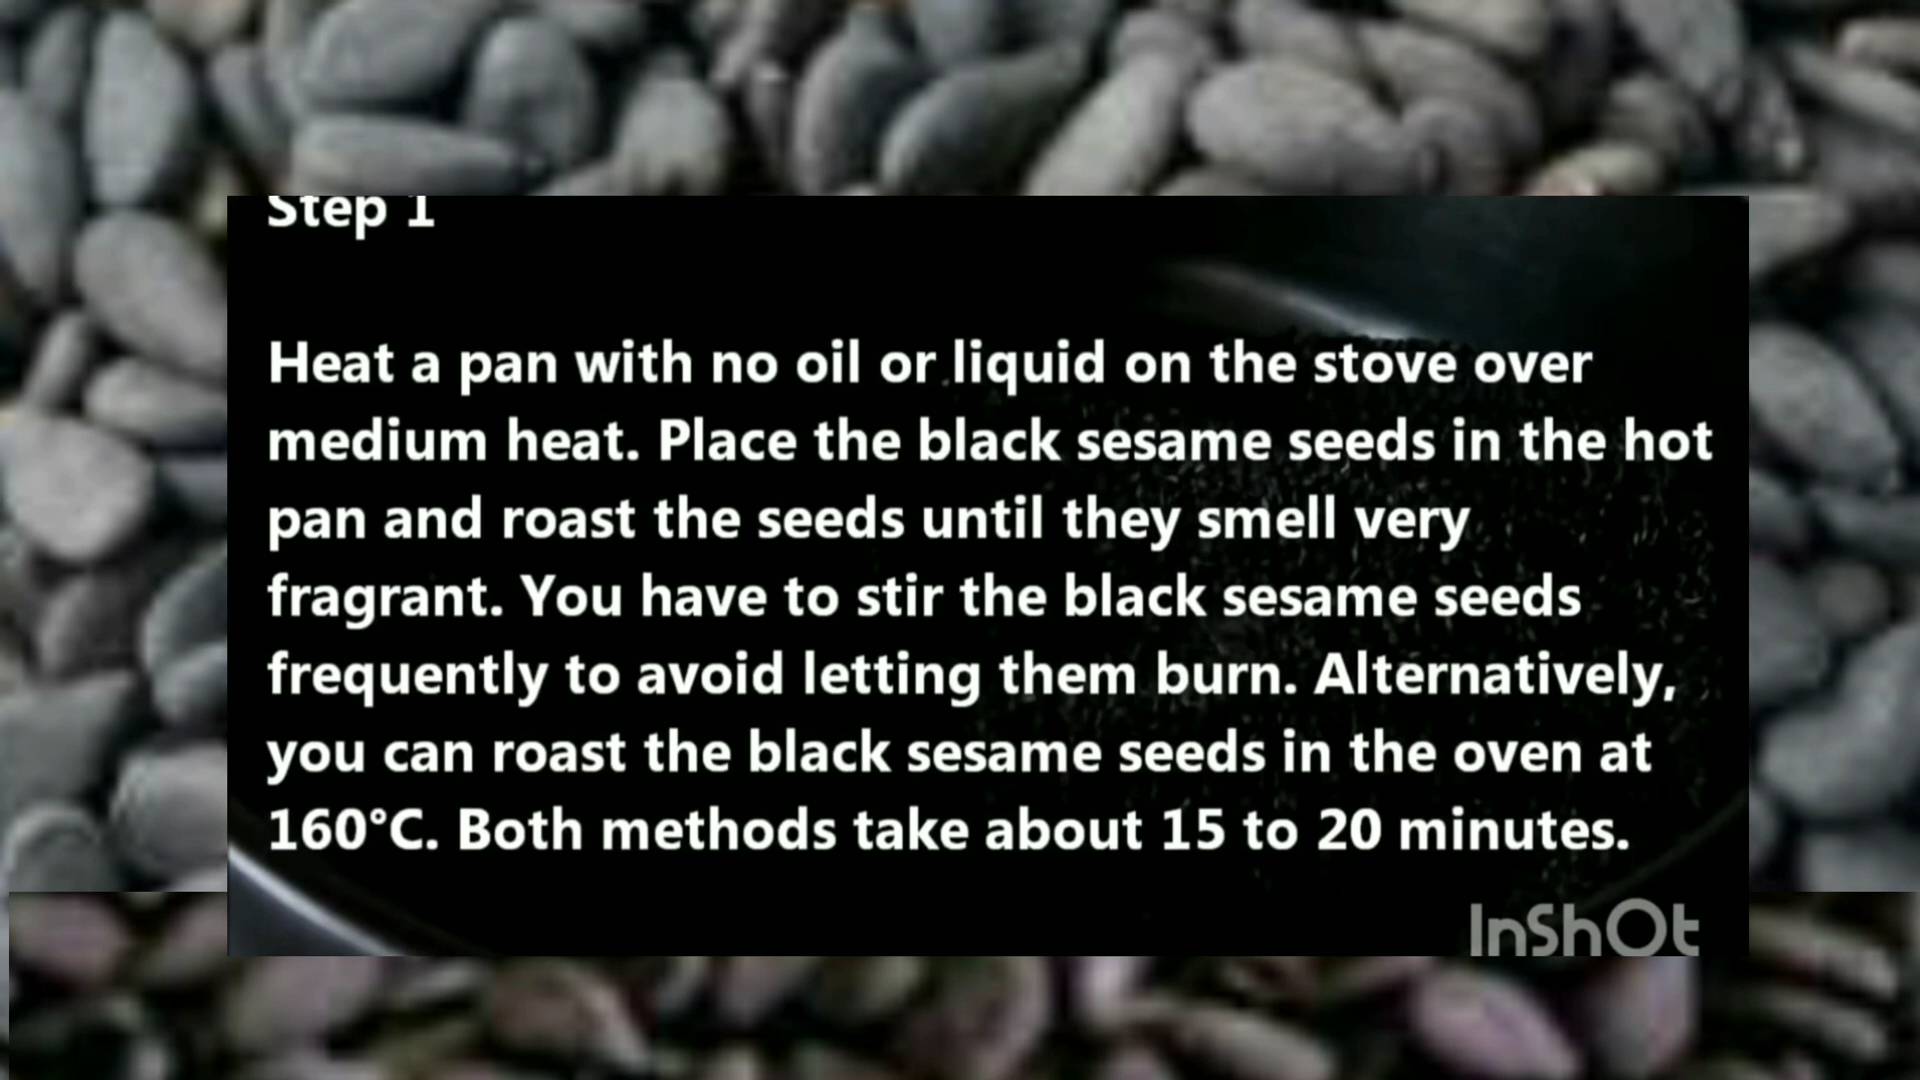 Step 1
Heat a pan with no oil or liquid on the stove over
medium heat. Place the black sesame seeds in the hot
pan and roast the seeds until they smell very
fragrant. You have to stir the black sesame seeds
frequently to avoid letting them burn. Alternatively,
you can roast the black sesame seeds in the oven at
160°C. Both methods take about 15 to 20 minutes.
InShOt